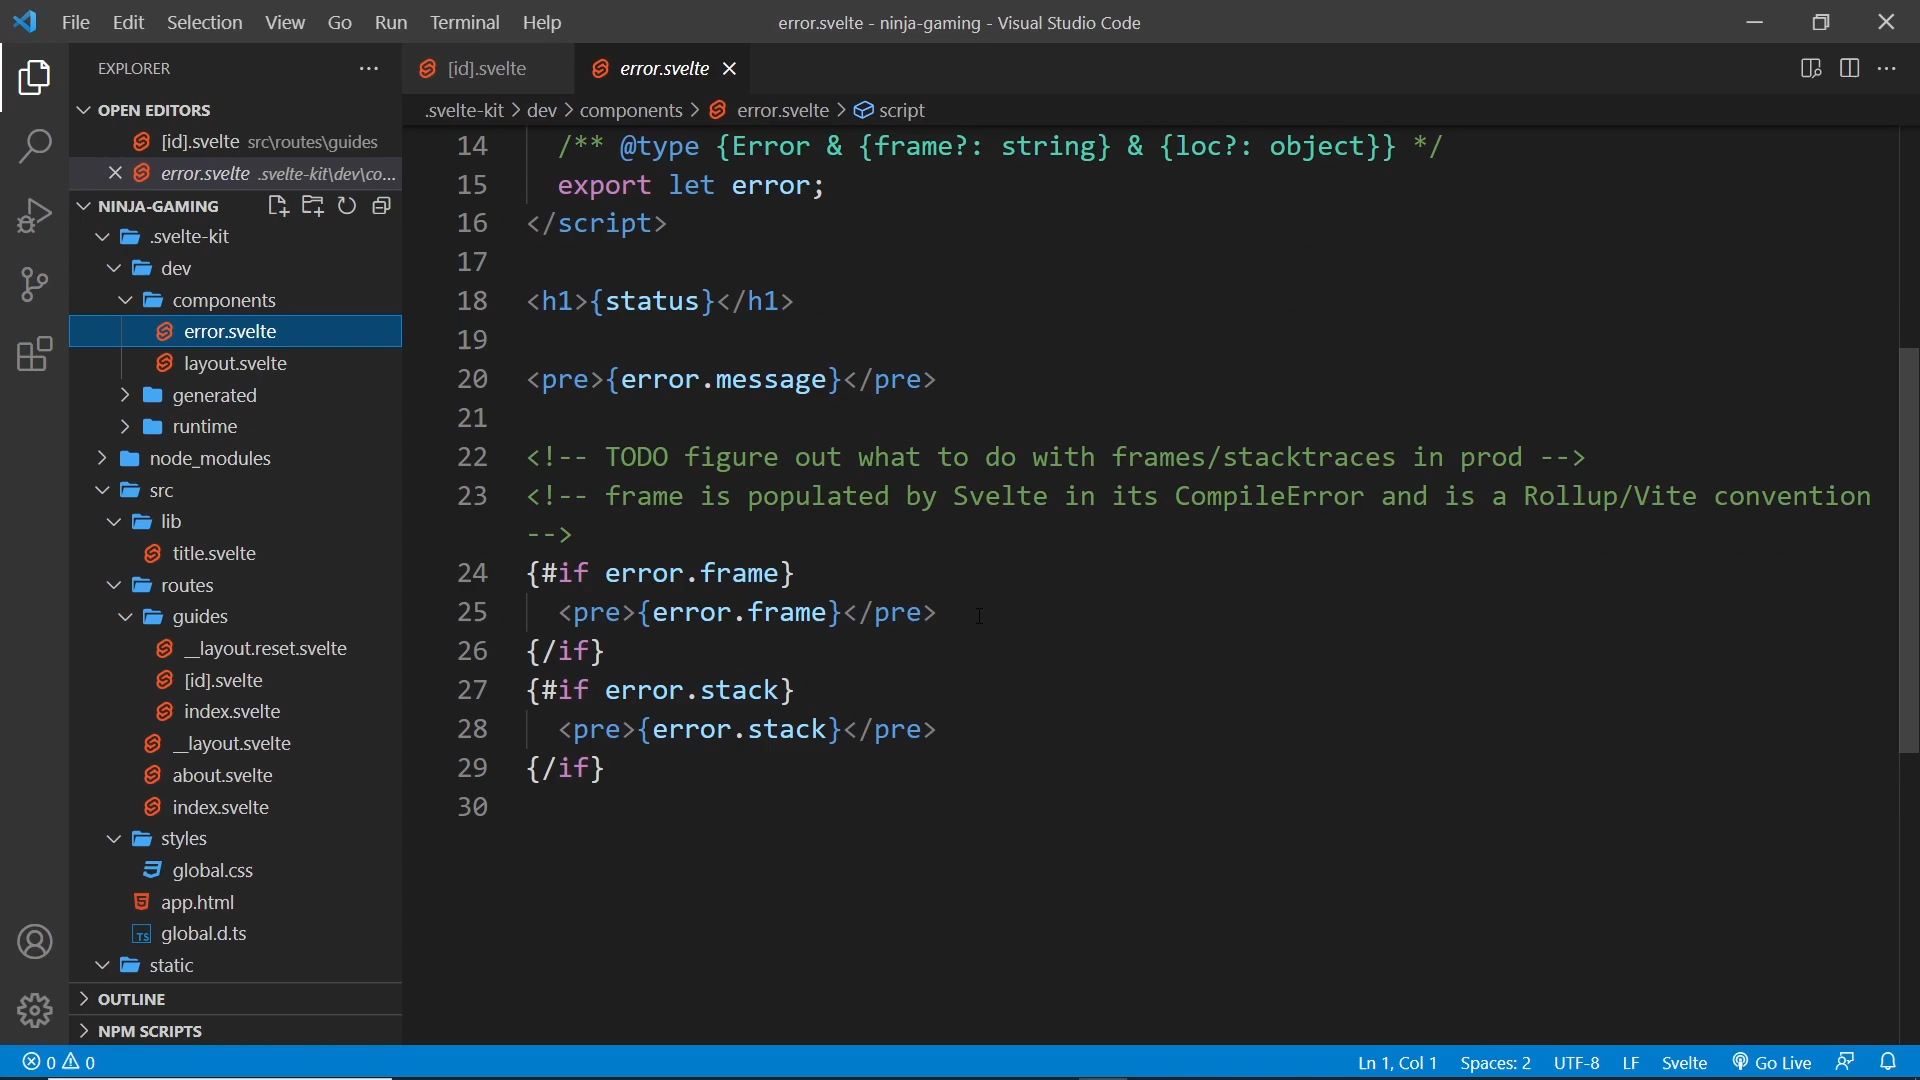 File Edit Selection View Go Run Terminal Help
error.svelte - ninja-gaming - Visual Studio Code
EXPLORER
OPEN EDITORS
[id].svelte src\routes\guides
error.svelte .svelte-kit\dev\co...
NINJA-GAMING
.svelte-kit
dev
components
error.svelte
layout.svelte
generated
runtime
node_modules
src
lib
title.svelte
routes
guides
__layout.reset.svelte
[id].svelte
index.svelte
__layout.svelte
about.svelte
index.svelte
styles
global.css
app.html
TS global.d.ts
static
OUTLINE
NPM SCRIPTS
[id].svelte
error.svelte
.svelte-kit > dev > components > error.svelte > script
14 /** @type {Error & {frame?: string} & {loc?: object}} */
15 export let error;
16 </script>
17
18 <h1>{status}</h1>
19
20 <pre>{error.message}</pre>
21
22 <!-- TODO figure out what to do with frames/stacktraces in prod -->
23 <!-- frame is populated by Svelte in its CompileError and is a Rollup/Vite convention
-->
24 {#if error.frame}
25 <pre>{error.frame}</pre>
26 {/if}
27 {#if error.stack}
28 <pre>{error.stack}</pre>
29 {/if}
30
0 0
Ln 1, Col 1 Spaces: 2 UTF-8 LF Svelte Go Live